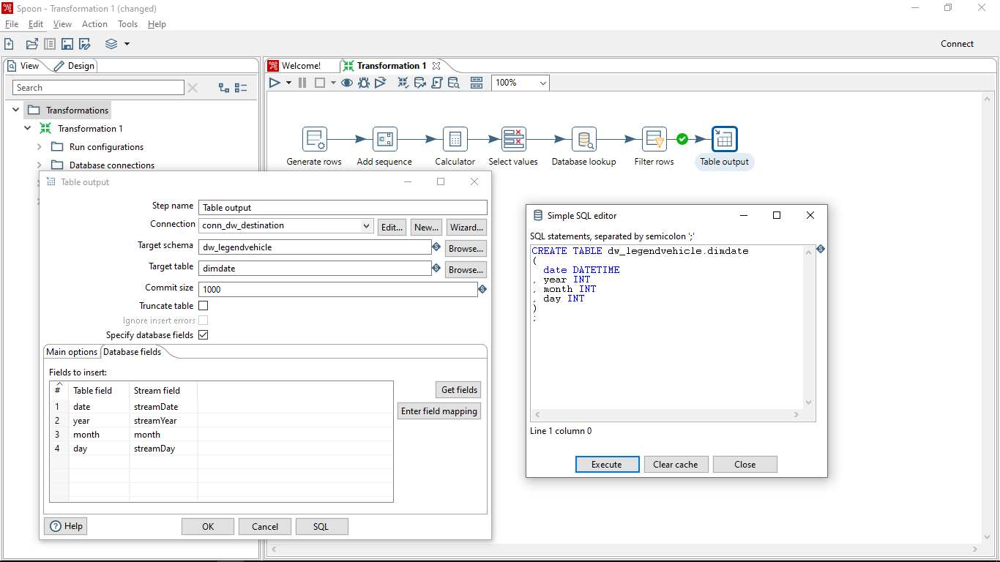 Spoon - Transformation 1 (changed)
File Edit View Action Tools Help
Connect
View Design
Welcome! Transformation 1
Search
100%
Transformations
Transformation 1
Run configurations
Database connections
Generate rows Add sequence Calculator Select values Database lookup Filter rows Table output
Table output
Step name Table output
Connection conn_dw_destination Edit... New... Wizard...
Target schema dw_legendvehicle Browse...
Target table dimdate Browse...
Commit size 1000
Truncate table
Ignore insert errors
Specify database fields
Main options Database fields
Fields to insert:
# Table field Stream field
1 date streamDate
2 year streamYear
3 month month
4 day streamDay
Get fields
Enter field mapping
Help OK Cancel SQL
Simple SQL editor
SQL statements, separated by semicolon ';'
CREATE TABLE dw_legendvehicle.dimdate
(
date DATETIME
, year INT
, month INT
, day INT
)
;
Line 1 column 0
Execute Clear cache Close